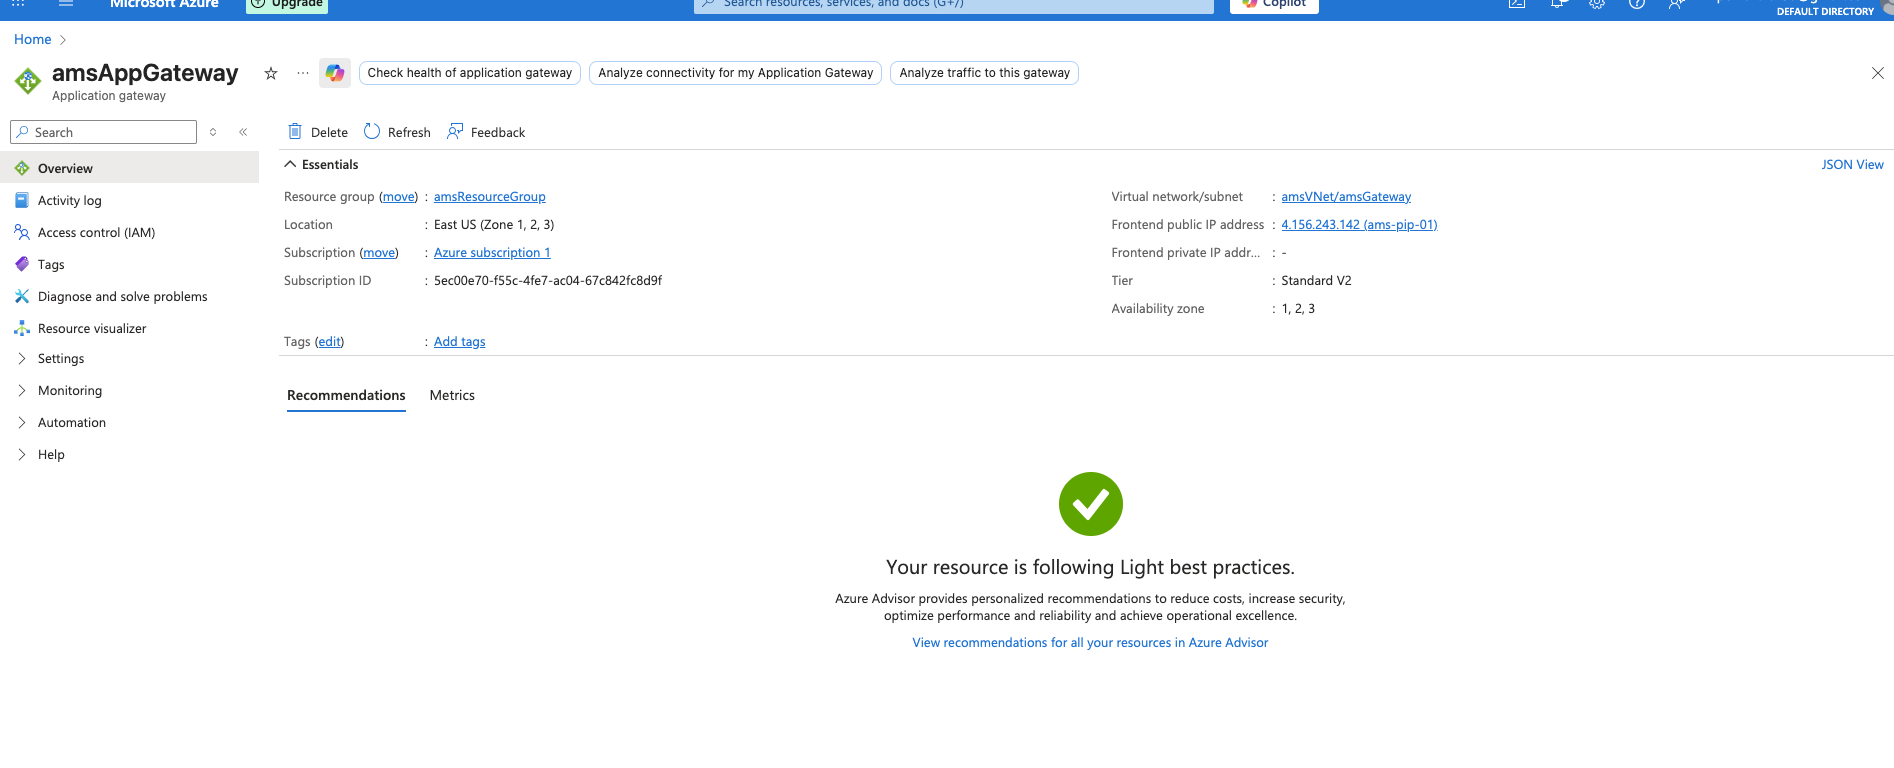 Microsoft Azure
Upgrade
Search resources, services, and docs (G+/)
Copilot
DEFAULT DIRECTORY
Home
amsAppGateway
Application gateway
Check health of application gateway
Analyze connectivity for my Application Gateway
Analyze traffic to this gateway
Search
Overview
Activity log
Access control (IAM)
Tags
Diagnose and solve problems
Resource visualizer
Settings
Monitoring
Automation
Help
Delete
Refresh
Feedback
Essentials
JSON View
Resource group (move) : amsResourceGroup
Location : East US (Zone 1, 2, 3)
Subscription (move) : Azure subscription 1
Subscription ID : 5ec00e70-f55c-4fe7-ac04-67c842fc8d9f
Virtual network/subnet : amsVNet/amsGateway
Frontend public IP address : 4.156.243.142 (ams-pip-01)
Frontend private IP addr... : -
Tier : Standard V2
Availability zone : 1, 2, 3
Tags (edit) : Add tags
Recommendations
Metrics
Your resource is following Light best practices.
Azure Advisor provides personalized recommendations to reduce costs, increase security,
optimize performance and reliability and achieve operational excellence.
View recommendations for all your resources in Azure Advisor